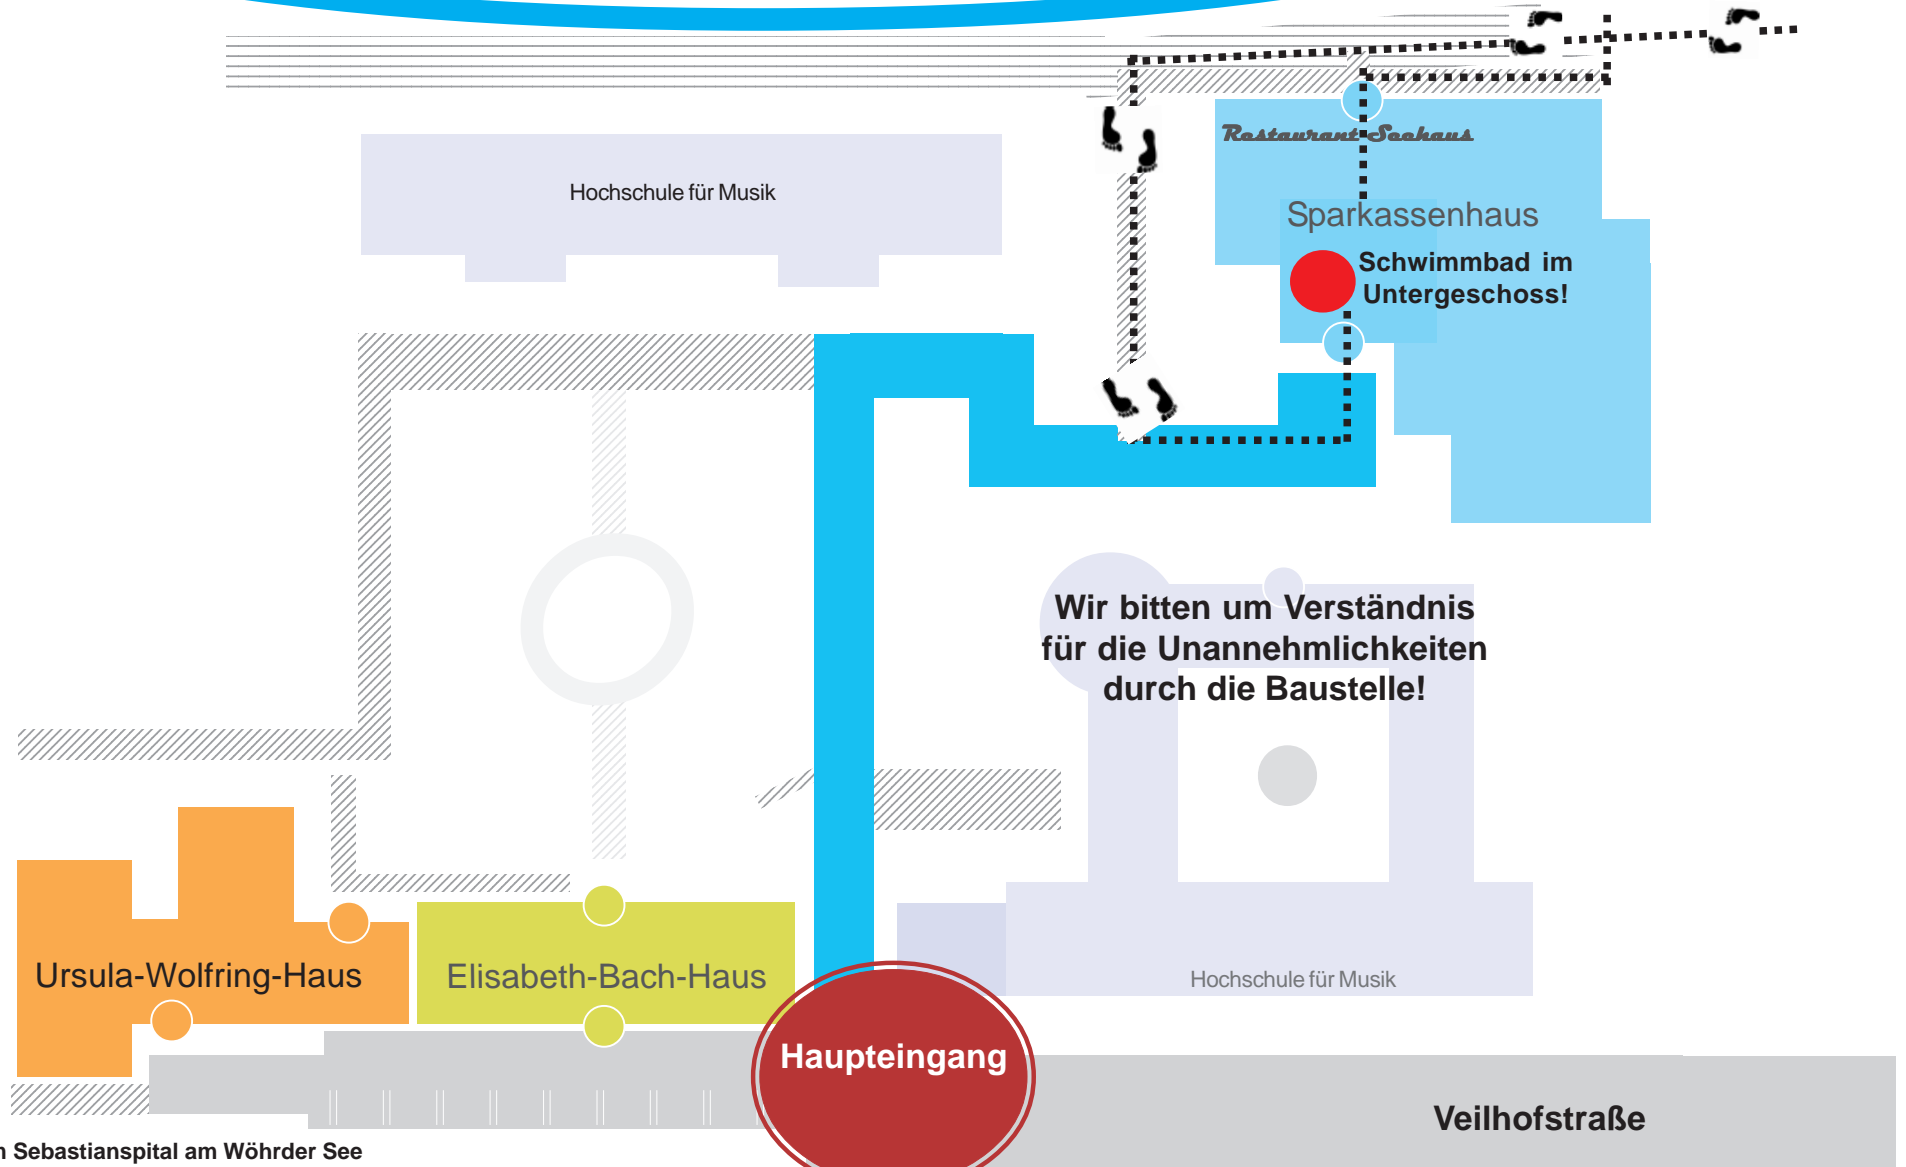 Restaurant Seehaus
Hochschule für Musik
Sparkassenhaus
Schwimmbad im
Untergeschoss!
Wir bitten um Verständnis
für die Unannehmlichkeiten
durch die Baustelle!
Ursula-Wolfring-Haus
Elisabeth-Bach-Haus
Hochschule für Musik
Haupteingang
Veilhofstraße
Sebastianspital am Wöhrder See